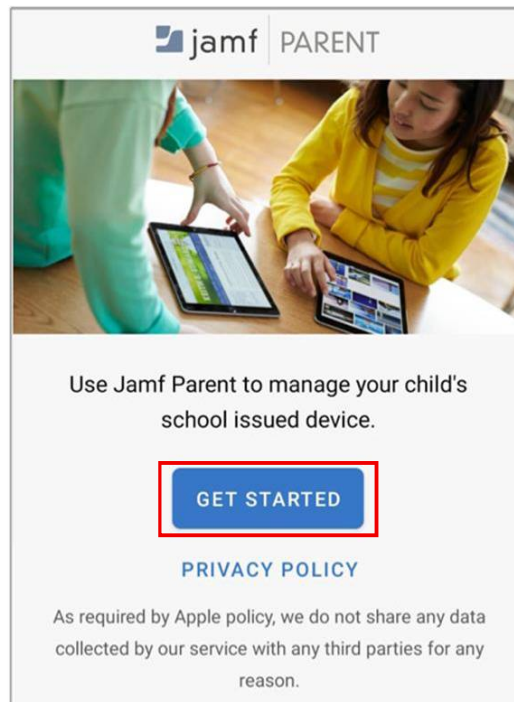 jamf PARENT
Use Jamf Parent to manage your child's
school issued device.
GET STARTED
PRIVACY POLICY
As required by Apple policy, we do not share any data
collected by our service with any third parties for any
reason.